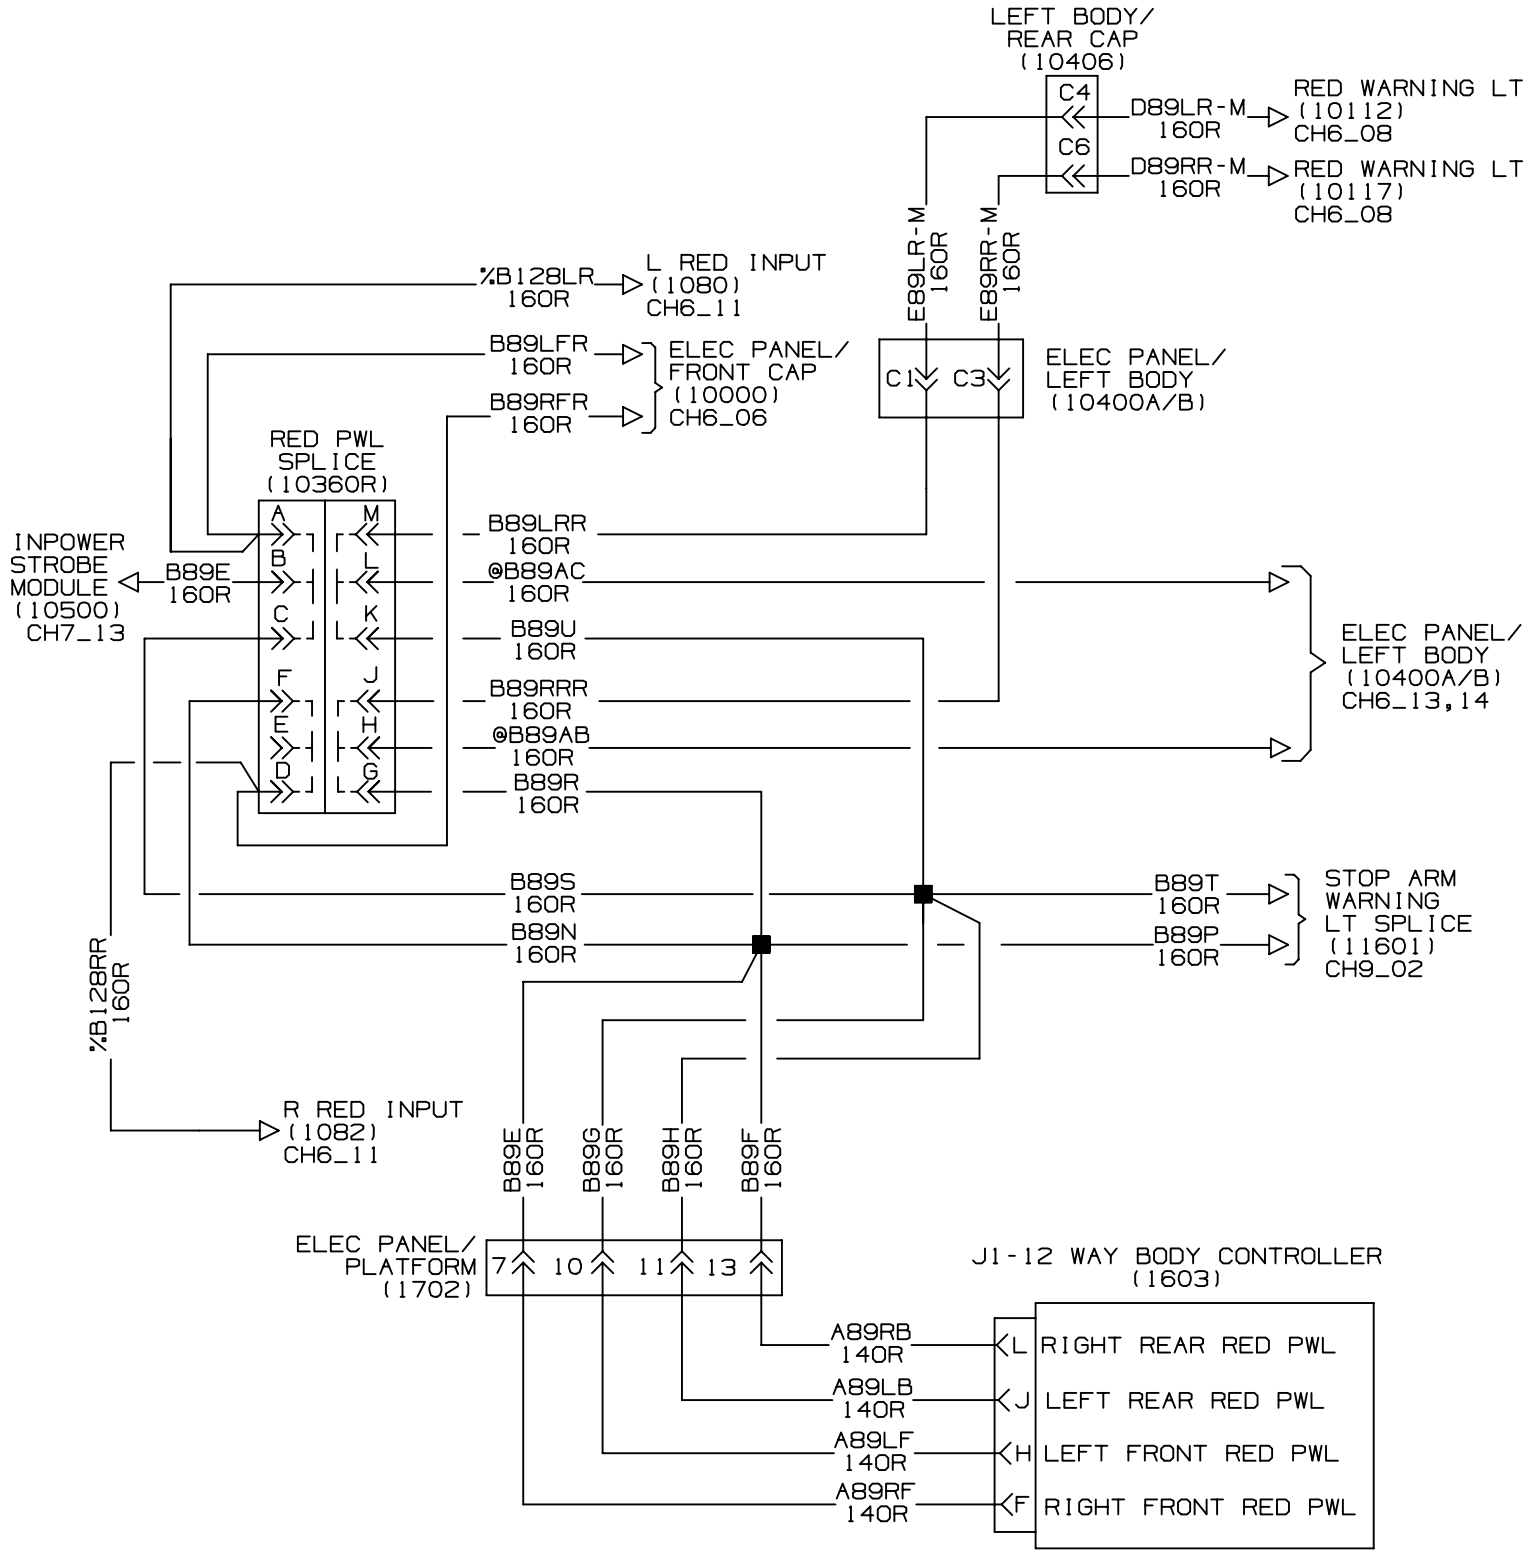 LEFT BODY/
REAR CAP
(10406)
C4
D89LR-M
160R
RED WARNING LT
(10112)
CH6_08
C6
D89RR-M
160R
RED WARNING LT
(10117)
CH6_08
E89LR-M
160R
E89RR-M
160R
%B128LR
160R
L RED INPUT
(1080)
CH6_11
B89LFR
160R
B89RFR
160R
ELEC PANEL/
FRONT CAP
(10000)
CH6_06
C1
C3
ELEC PANEL/
LEFT BODY
(10400A/B)
RED PWL
SPLICE
(10360R)
A
B
C
F
E
D
M
L
K
J
H
G
INPOWER
STROBE
MODULE
(10500)
CH7_13
B89E
160R
B89LRR
160R
@B89AC
160R
B89U
160R
B89RRR
160R
@B89AB
160R
B89R
160R
ELEC PANEL/
LEFT BODY
(10400A/B)
CH6_13,14
B89S
160R
B89N
160R
B89T
160R
B89P
160R
STOP ARM
WARNING
LT SPLICE
(11601)
CH9_02
%B128RR
160R
R RED INPUT
(1082)
CH6_11
B89E
160R
B89G
160R
B89H
160R
B89F
160R
ELEC PANEL/
PLATFORM
(1702)
7
10
11
13
J1-12 WAY BODY CONTROLLER
(1603)
A89RB
140R
L RIGHT REAR RED PWL
A89LB
140R
J LEFT REAR RED PWL
A89LF
140R
H LEFT FRONT RED PWL
A89RF
140R
F RIGHT FRONT RED PWL